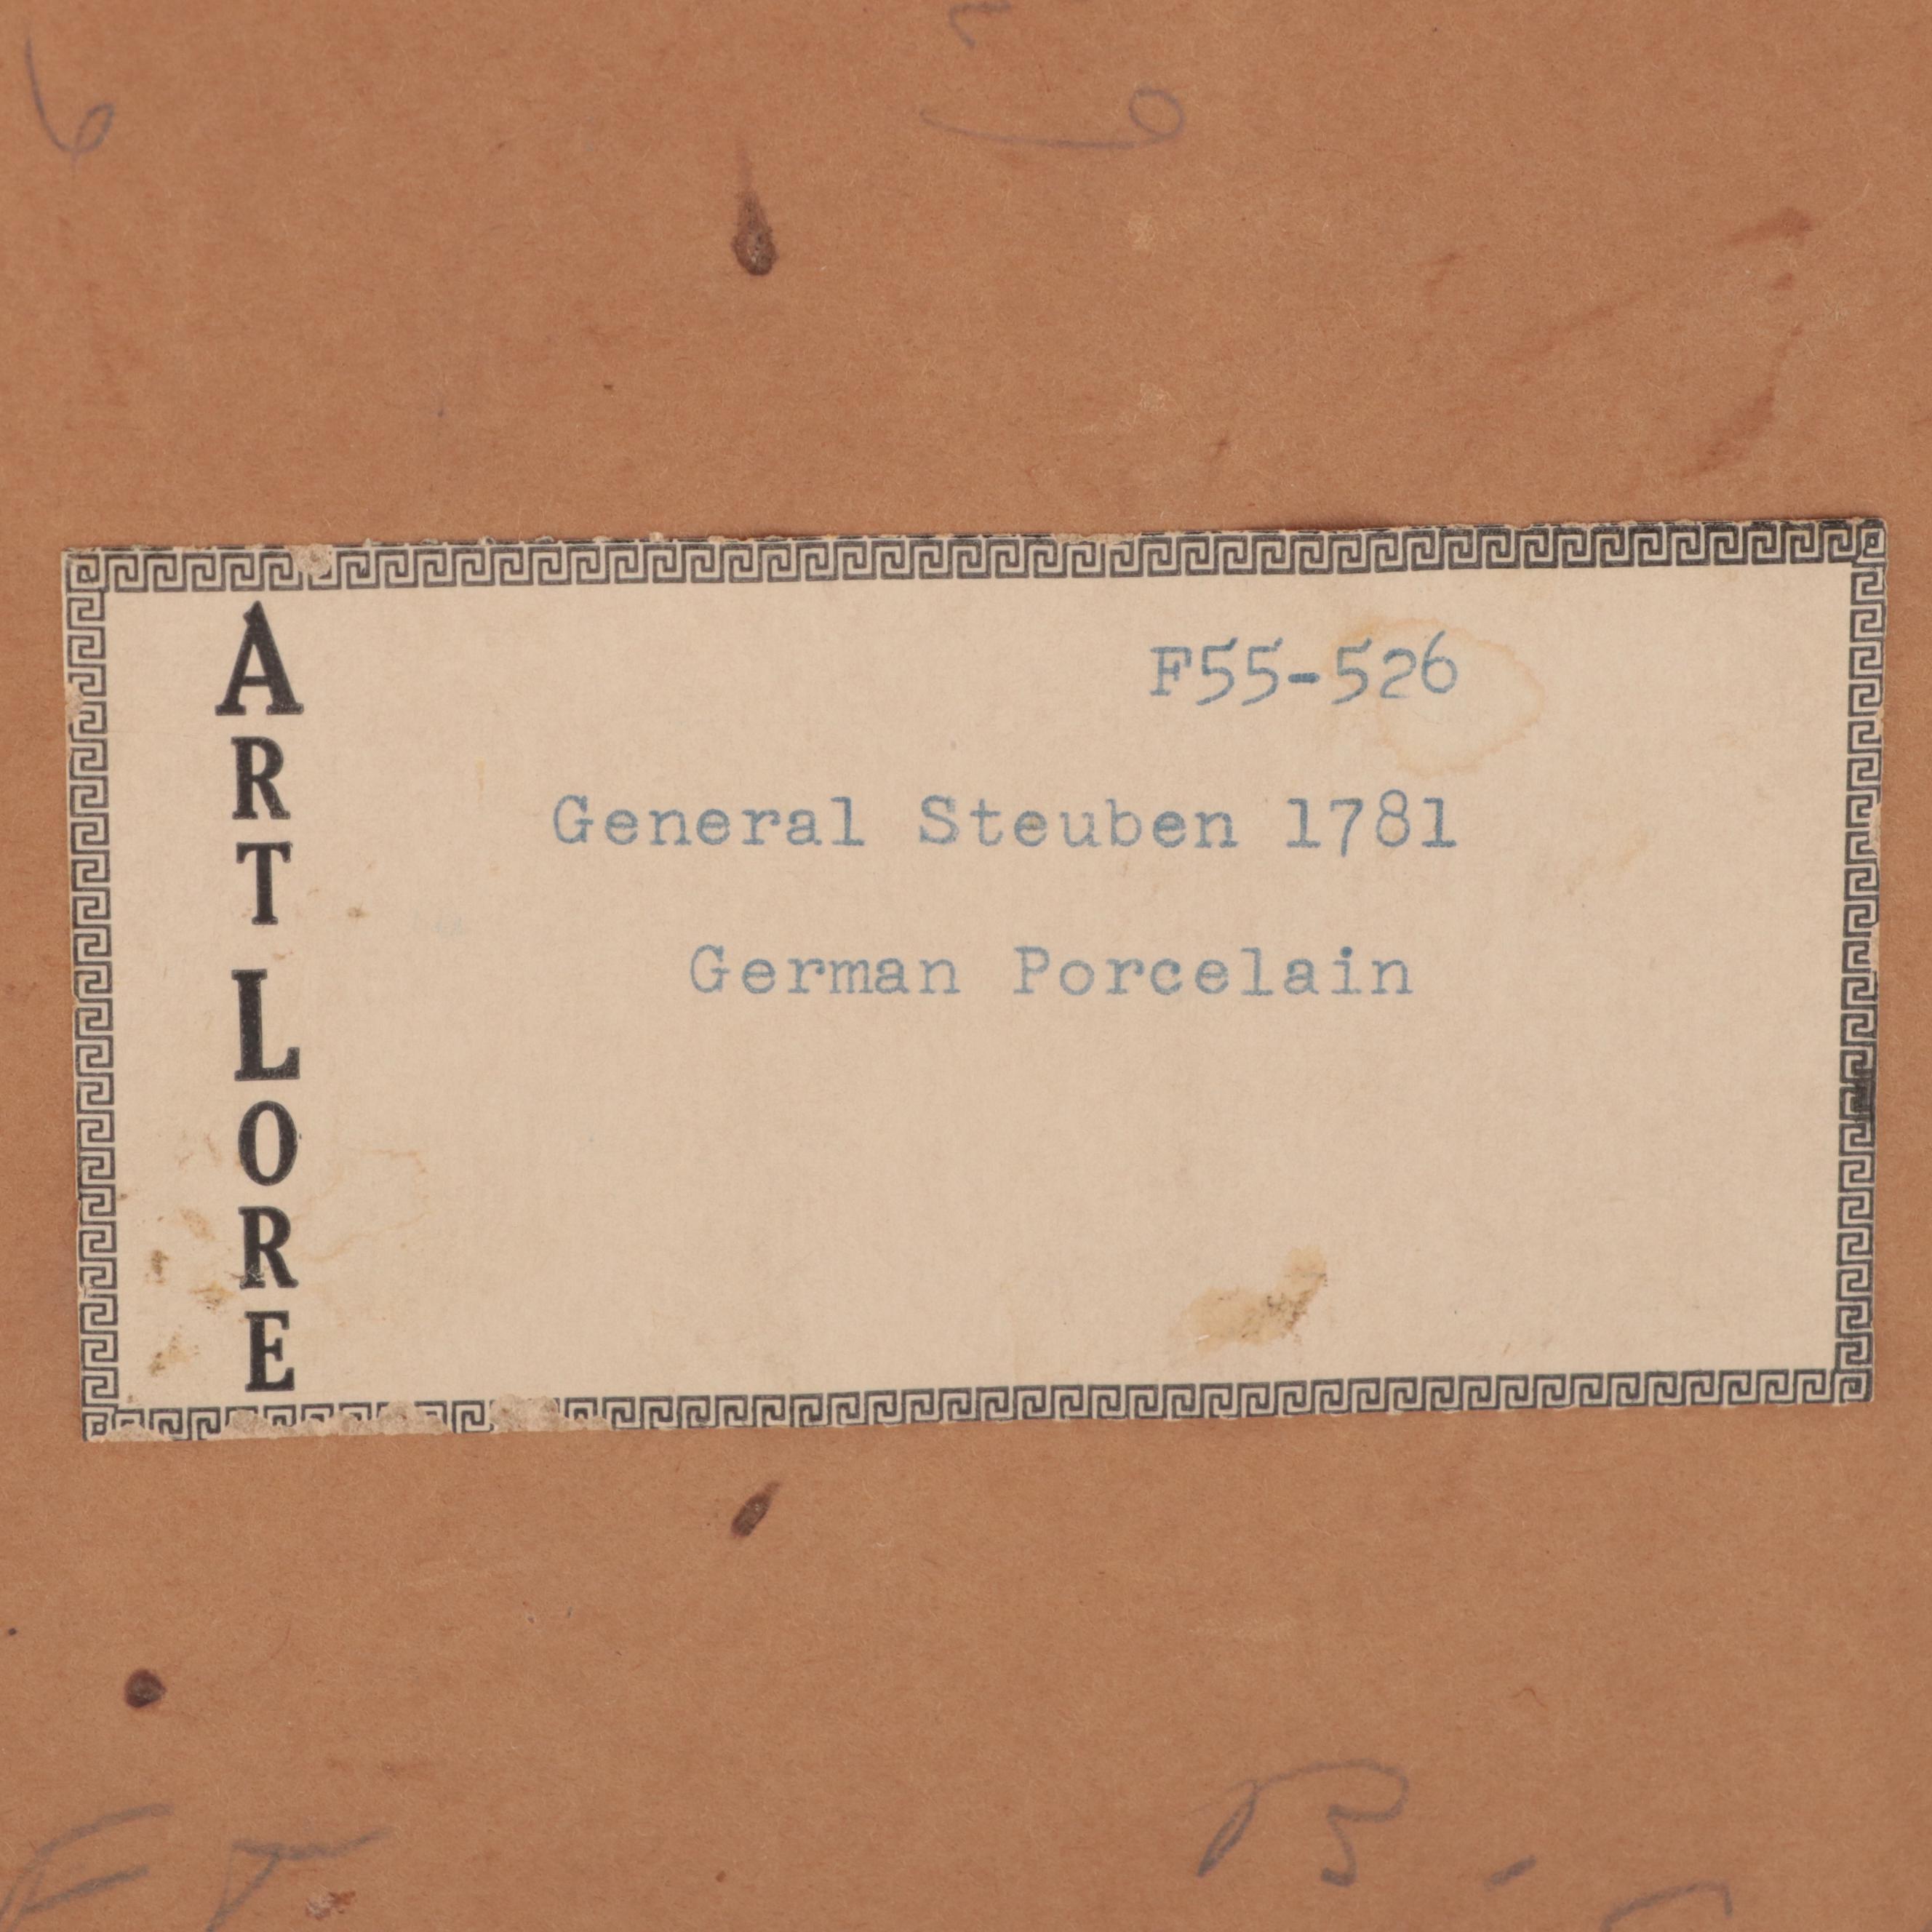 ART LORE
F55-526
General Steuben 1781
German Porcelain